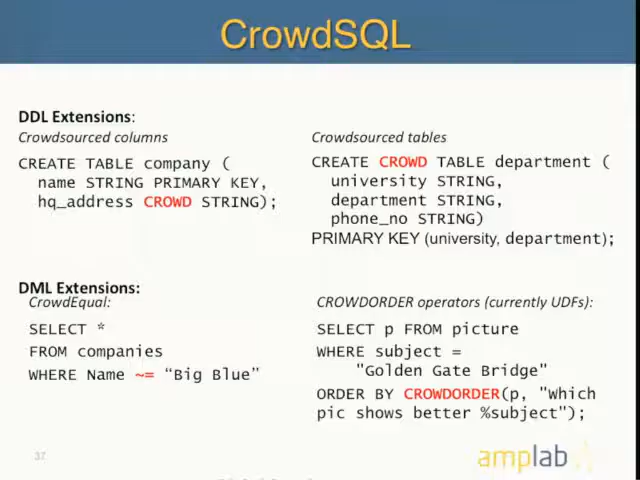 CrowdSQL
DDL Extensions:
Crowdsourced columns
CREATE TABLE company (
name STRING PRIMARY KEY,
hq_address CROWD STRING);
Crowdsourced tables
CREATE CROWD TABLE department (
university STRING,
department STRING,
phone_no STRING)
PRIMARY KEY (university, department);
DML Extensions:
CrowdEqual:
SELECT *
FROM companies
WHERE Name ~= “Big Blue”
CROWDORDER operators (currently UDFs):
SELECT p FROM picture
WHERE subject =
"Golden Gate Bridge"
ORDER BY CROWDORDER(p, "Which
pic shows better %subject");
37
amplab